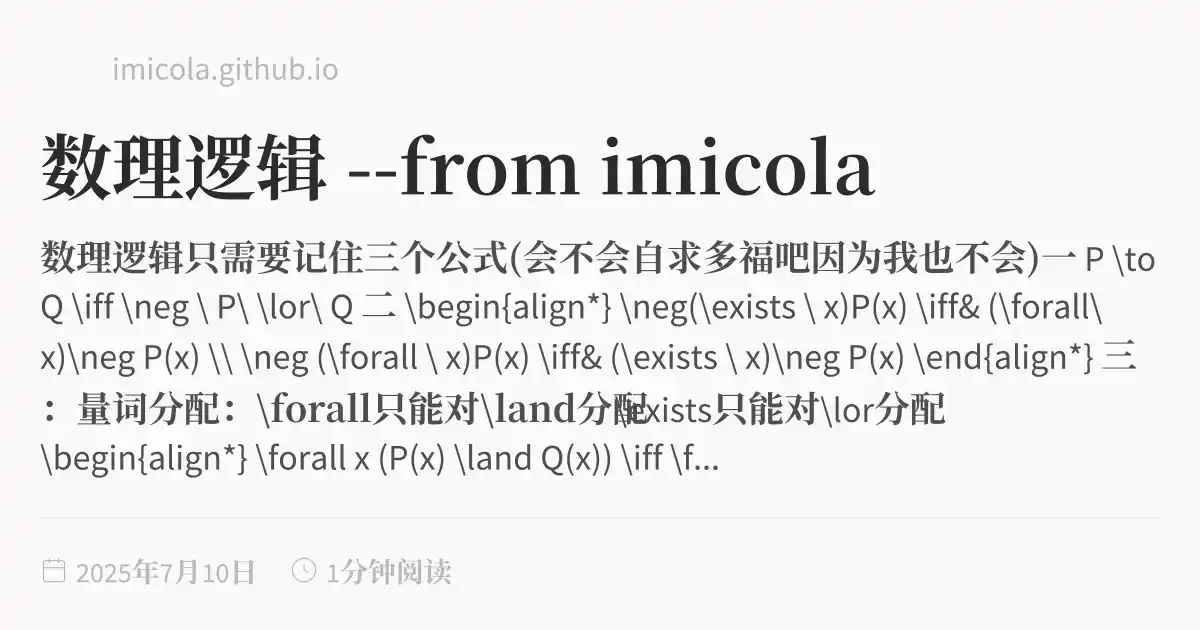 imicola.github.io
数理逻辑 --from imicola
数理逻辑只需要记住三个公式(会不会自求多福吧因为我也不会)一 P \to
Q \iff \neg \ P\ \lor\ Q 二 \begin{align*} \neg(\exists \ x)P(x) \iff& (\forall\
x)\neg P(x) \\ \neg (\forall \ x)P(x) \iff& (\exists \ x)\neg P(x) \end{align*} 三
：量词分配：\forall只能对\land分配\exists只能对\lor分配
\begin{align*} \forall x (P(x) \land Q(x)) \iff \f...
2025年7月10日 1分钟阅读